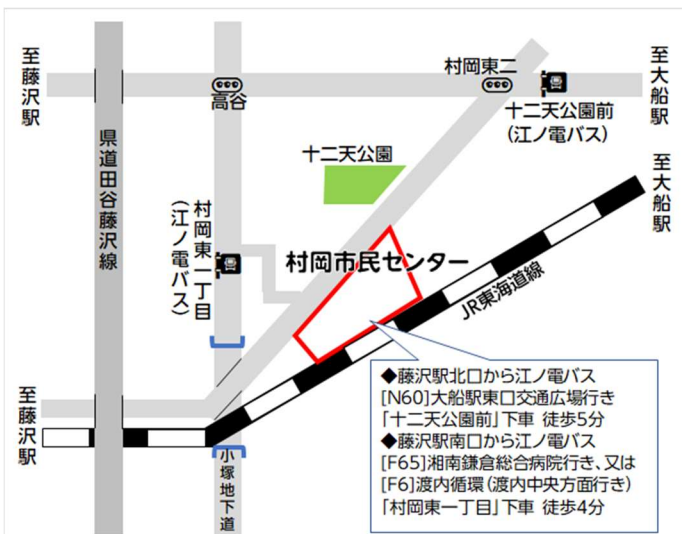 至藤沢駅
高谷
村岡東二
至大船駅
十二天公園前
(江ノ電バス)
県道田谷藤沢線
十二天公園
至大船駅
村岡東一丁目
(江ノ電バス)
村岡市民センター
JR東海道線
至藤沢駅
小塚地下道
◆藤沢駅北口から江ノ電バス
[N60]大船駅東口交通広場行き
「十二天公園前」下車 徒歩5分
◆藤沢駅南口から江ノ電バス
[F65]湘南鎌倉総合病院行き、又は
[F6]渡内循環(渡内中央方面行き)
「村岡東一丁目」下車 徒歩4分